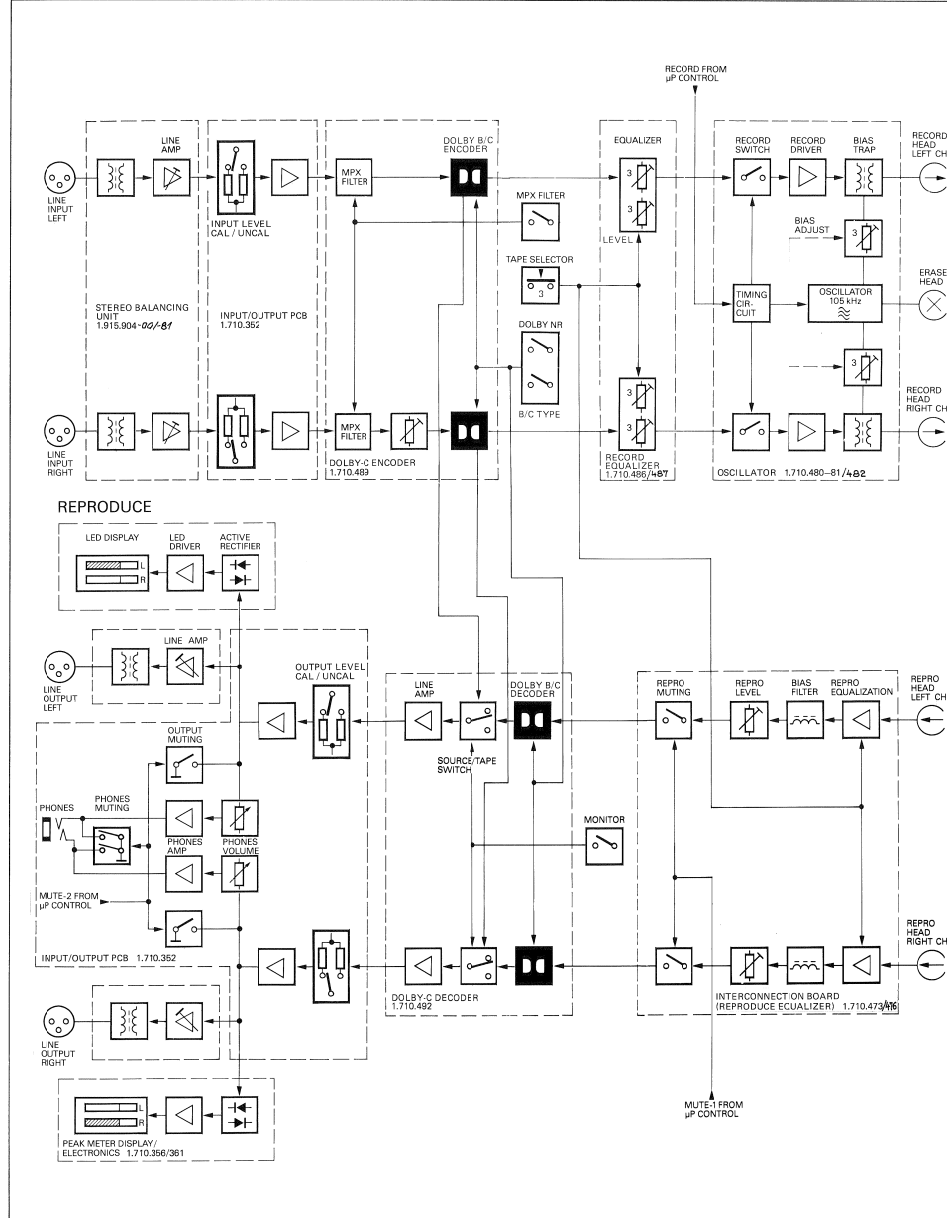 RECORD FROM
µP CONTROL
LINE
AMP
DOLBY B/C
ENCODER
EQUALIZER
RECORD
SWITCH
RECORD
DRIVER
BIAS
TRAP
RECORD
HEAD
LEFT CH
MPX
FILTER
3
3
LINE
INPUT
LEFT
INPUT LEVEL
CAL / UNCAL
MPX FILTER
LEVEL
BIAS
ADJUST
3
TAPE SELECTOR
3
ERASE
HEAD
TIMING
CIR-
CUIT
OSCILLATOR
105 kHz
STEREO BALANCING
UNIT
1.915.904-00/-81
INPUT/OUTPUT PCB
1.710.352
DOLBY NR
B/C TYPE
3
3
3
RECORD
HEAD
RIGHT CH
MPX
FILTER
LINE
INPUT
RIGHT
DOLBY-C ENCODER
1.710.489
RECORD
EQUALIZER
1.710.486/487
OSCILLATOR 1.710.480–81/482
REPRODUCE
LED DISPLAY
LED
DRIVER
ACTIVE
RECTIFIER
L
R
LINE AMP
LINE
OUTPUT
LEFT
OUTPUT LEVEL
CAL / UNCAL
LINE
AMP
DOLBY B/C
DECODER
REPRO
MUTING
REPRO
LEVEL
BIAS
FILTER
REPRO
EQUALIZATION
REPRO
HEAD
LEFT CH
OUTPUT
MUTING
SOURCE/TAPE
SWITCH
PHONES
PHONES
MUTING
PHONES
AMP
PHONES
VOLUME
MONITOR
MUTE-2 FROM
µP CONTROL
REPRO
HEAD
RIGHT CH
INPUT/OUTPUT PCB 1.710.352
DOLBY-C DECODER
1.710.492
INTERCONNECTION BOARD
(REPRODUCE EQUALIZER) 1.710.473/476
LINE
OUTPUT
RIGHT
MUTE-1 FROM
µP CONTROL
L
R
PEAK METER DISPLAY/
ELECTRONICS 1.710.356/361